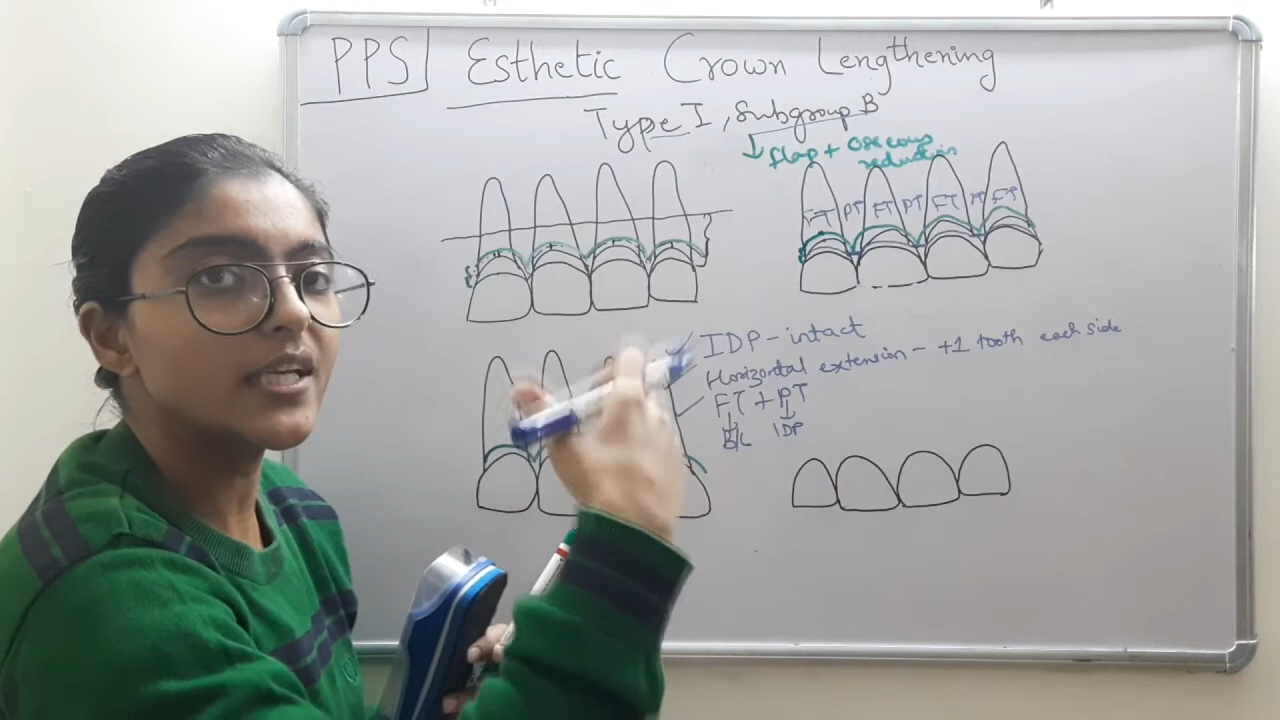 PPS Esthetic Crown Lengthening
Type I, Subgroup B
flap + osseous
reduction
FT PT FT PT FT PT FT
IDP - intact
Horizontal extension - +1 tooth each side
FT + PT
B/L IDP